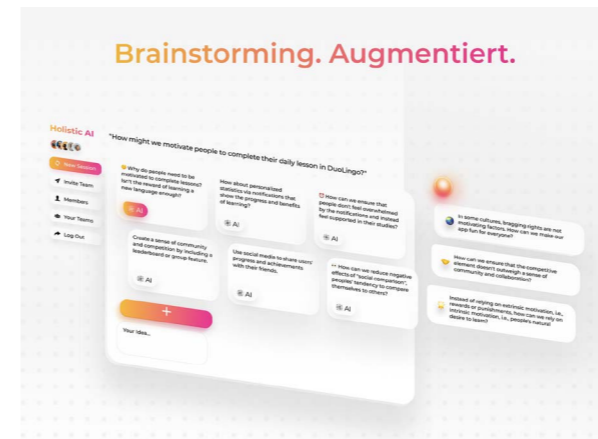 Brainstorming. Augmentiert.
Holistic AI
New Session
Invite Team
Members
Your Teams
Log Out
"How might we motivate people to complete their daily lesson in DuoLingo?"
Why do people need to be
motivated to complete lessons?
Isn't the reward of learning a
new language enough?
AI
How about personalized
statistics via notifications that
show the progress and benefits
of learning?
AI
How can we ensure that
people don't feel overwhelmed
by the notifications and instead
feel supported in their studies?
AI
Create a sense of community
and competition by including a
leaderboard or group feature.
AI
Use social media to share users'
progress and achievements
with their friends.
AI
How can we reduce negative
effects of "social comparison",
peoples' tendency to compare
themselves to others?
AI
+
Your Idea...
In some cultures, bragging rights are not
motivating factors. How can we make our
app fun for everyone?
How can we ensure that the competitive
element doesn't outweigh a sense of
community and collaboration?
Instead of relying on extrinsic motivation, i.e.,
rewards or punishments, how can we rely on
intrinsic motivation, i.e., people's natural
desire to learn?